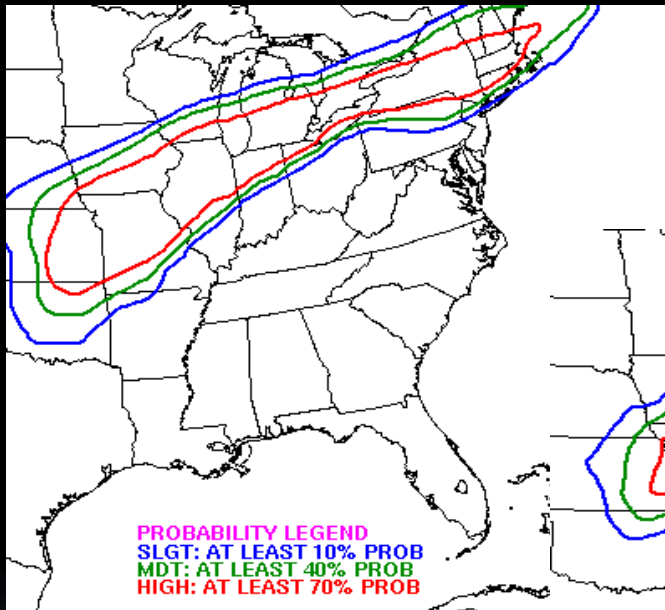 PROBABILITY LEGEND
SLGT: AT LEAST 10% PROB
MDT: AT LEAST 40% PROB
HIGH: AT LEAST 70% PROB